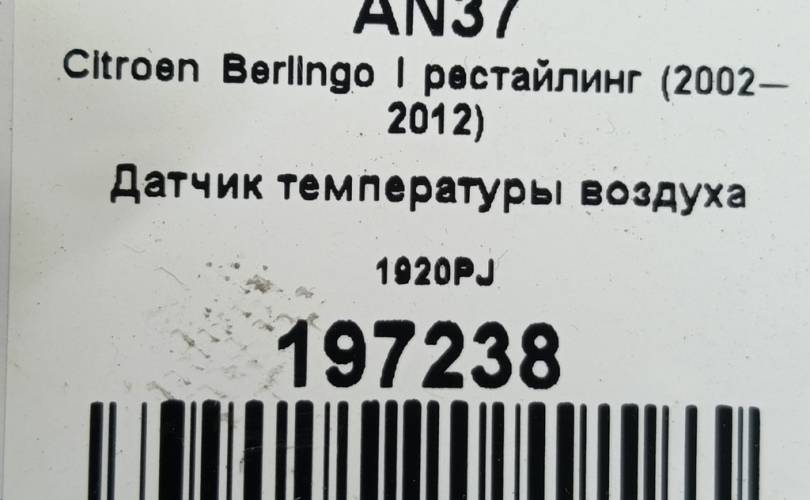 AN37
Citroen Berlingo I рестайлинг (2002–
2012)
Датчик температуры воздуха
1920PJ
197238